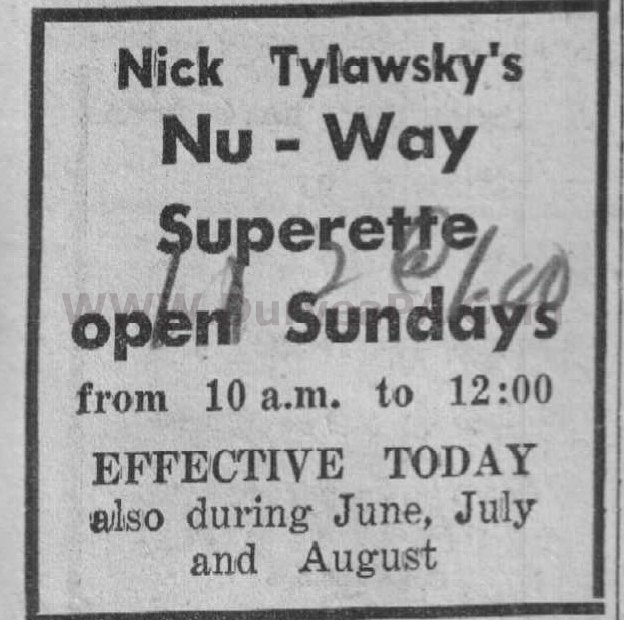 Nick Tylawsky's
Nu - Way
Superette
open Sundays
from 10 a.m. to 12:00
EFFECTIVE TODAY
also during June, July
and August